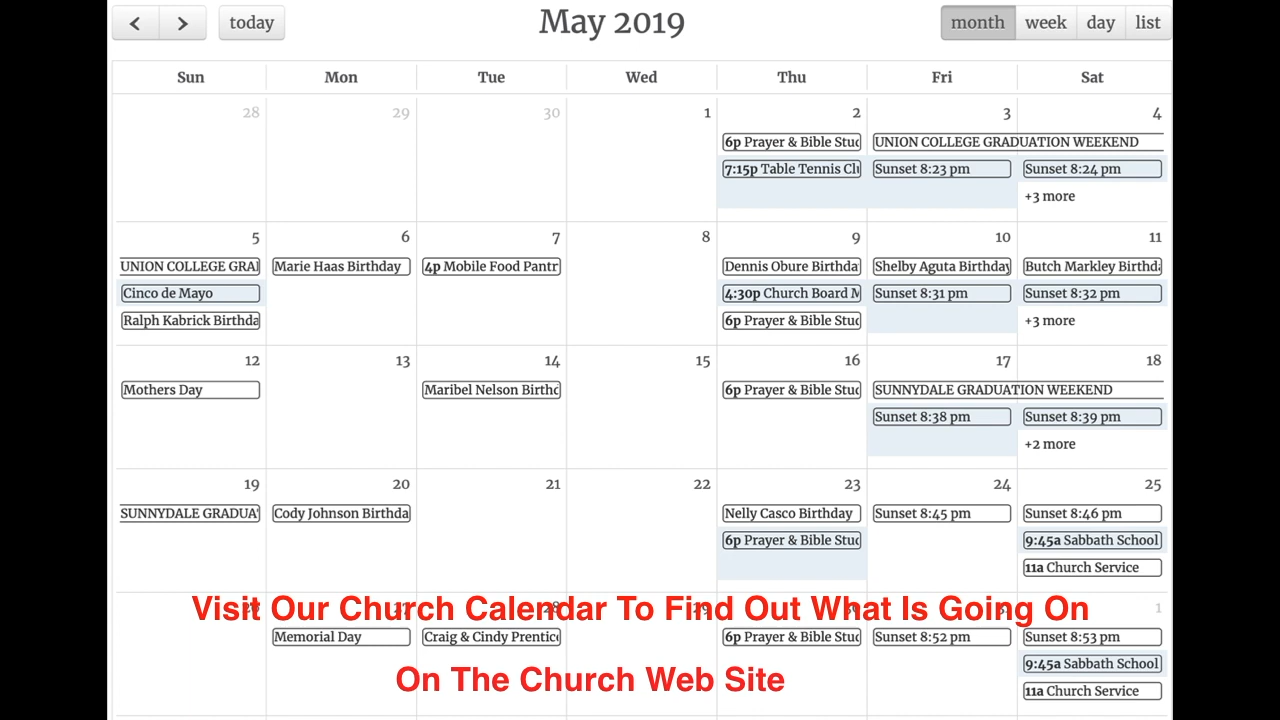 < > today May 2019 month week day list
Sun Mon Tue Wed Thu Fri Sat
28 29 30 1 2 3 4
6p Prayer & Bible Stud UNION COLLEGE GRADUATION WEEKEND
7:15p Table Tennis Clu Sunset 8:23 pm Sunset 8:24 pm
+3 more
5 6 7 8 9 10 11
UNION COLLEGE GRAI Marie Haas Birthday 4p Mobile Food Pantr Dennis Obure Birthda Shelby Aguta Birthday Butch Markley Birthda
Cinco de Mayo 4:30p Church Board M Sunset 8:31 pm Sunset 8:32 pm
Ralph Kabrick Birthda 6p Prayer & Bible Stud +3 more
12 13 14 15 16 17 18
Mothers Day Maribel Nelson Birthd 6p Prayer & Bible Stud SUNNYDALE GRADUATION WEEKEND
Sunset 8:38 pm Sunset 8:39 pm
+2 more
19 20 21 22 23 24 25
SUNNYDALE GRADUAT Cody Johnson Birthda Nelly Casco Birthday Sunset 8:45 pm Sunset 8:46 pm
6p Prayer & Bible Stud 9:45a Sabbath School
11a Church Service
Visit Our Church Calendar To Find Out What Is Going On
1
Memorial Day Craig & Cindy Prentice 6p Prayer & Bible Stud Sunset 8:52 pm Sunset 8:53 pm
9:45a Sabbath School
On The Church Web Site
11a Church Service